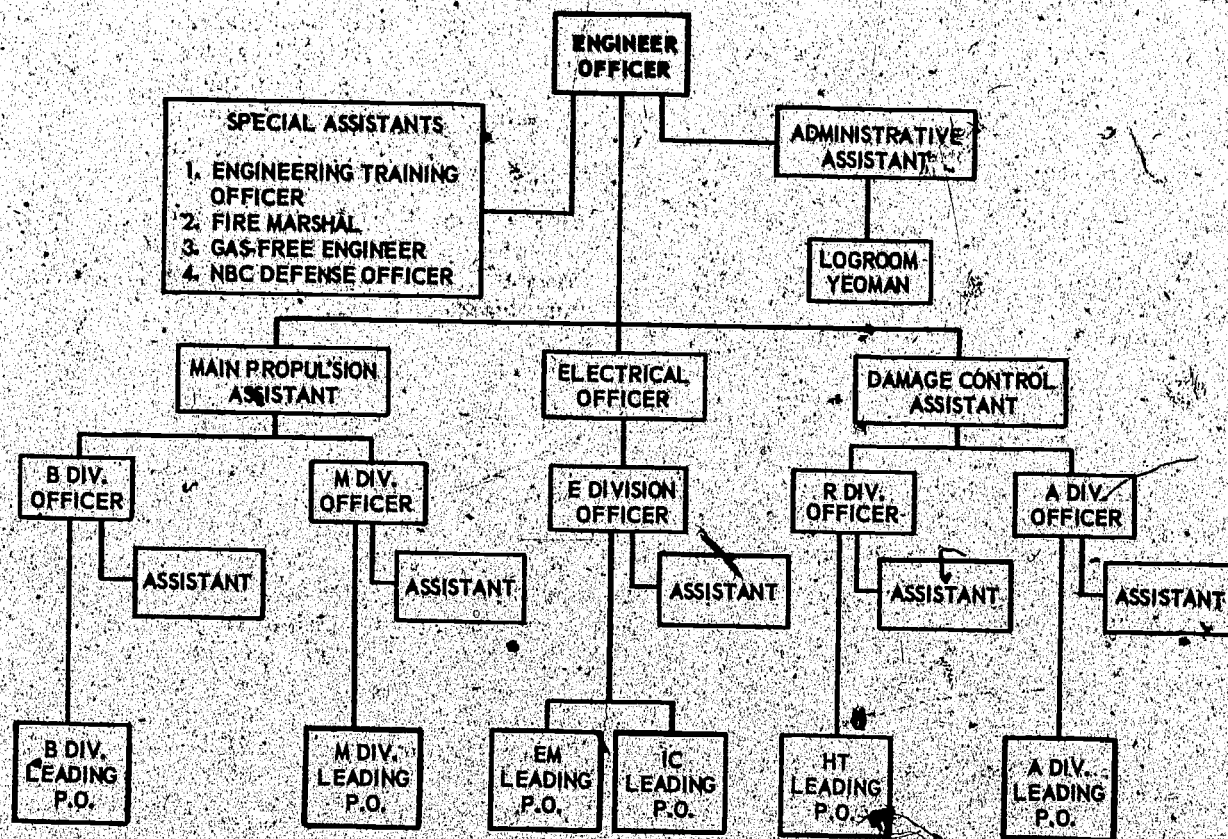 ENGINEER
OFFICER
SPECIAL ASSISTANTS
1. ENGINEERING TRAINING
OFFICER
2. FIRE MARSHAL
3. GAS-FREE ENGINEER
4. NBC DEFENSE OFFICER
ADMINISTRATIVE
ASSISTANT
LOGROOM
YEOMAN
MAIN PROPULSION
ASSISTANT
ELECTRICAL
OFFICER
DAMAGE CONTROL
ASSISTANT
B DIV.
OFFICER
M DIV.
OFFICER
E DIVISION
OFFICER
R DIV.
OFFICER
A DIV.
OFFICER
ASSISTANT
ASSISTANT
ASSISTANT
ASSISTANT
ASSISTANT
B DIV.
LEADING
P.O.
M DIV.
LEADING
P.O.
EM
LEADING
P.O.
IC
LEADING
P.O.
HT
LEADING
P.O.
A DIV.
LEADING
P.O.